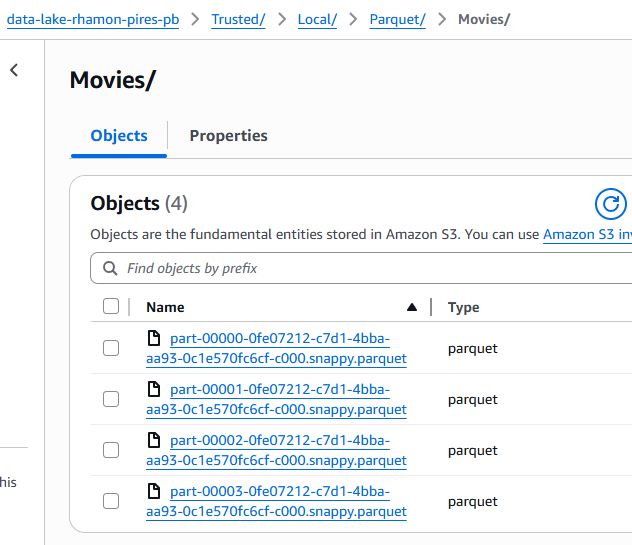 data-lake-rhamon-pires-pb > Trusted/ > Local/ > Parquet/ > Movies/
Movies/
Objects Properties
Objects (4)
Objects are the fundamental entities stored in Amazon S3. You can use Amazon S3 inv
Find objects by prefix
Name Type
part-00000-0fe07212-c7d1-4bba-
aa93-0c1e570fc6cf-c000.snappy.parquet
parquet
part-00001-0fe07212-c7d1-4bba-
aa93-0c1e570fc6cf-c000.snappy.parquet
parquet
part-00002-0fe07212-c7d1-4bba-
aa93-0c1e570fc6cf-c000.snappy.parquet
parquet
part-00003-0fe07212-c7d1-4bba-
aa93-0c1e570fc6cf-c000.snappy.parquet
parquet
his